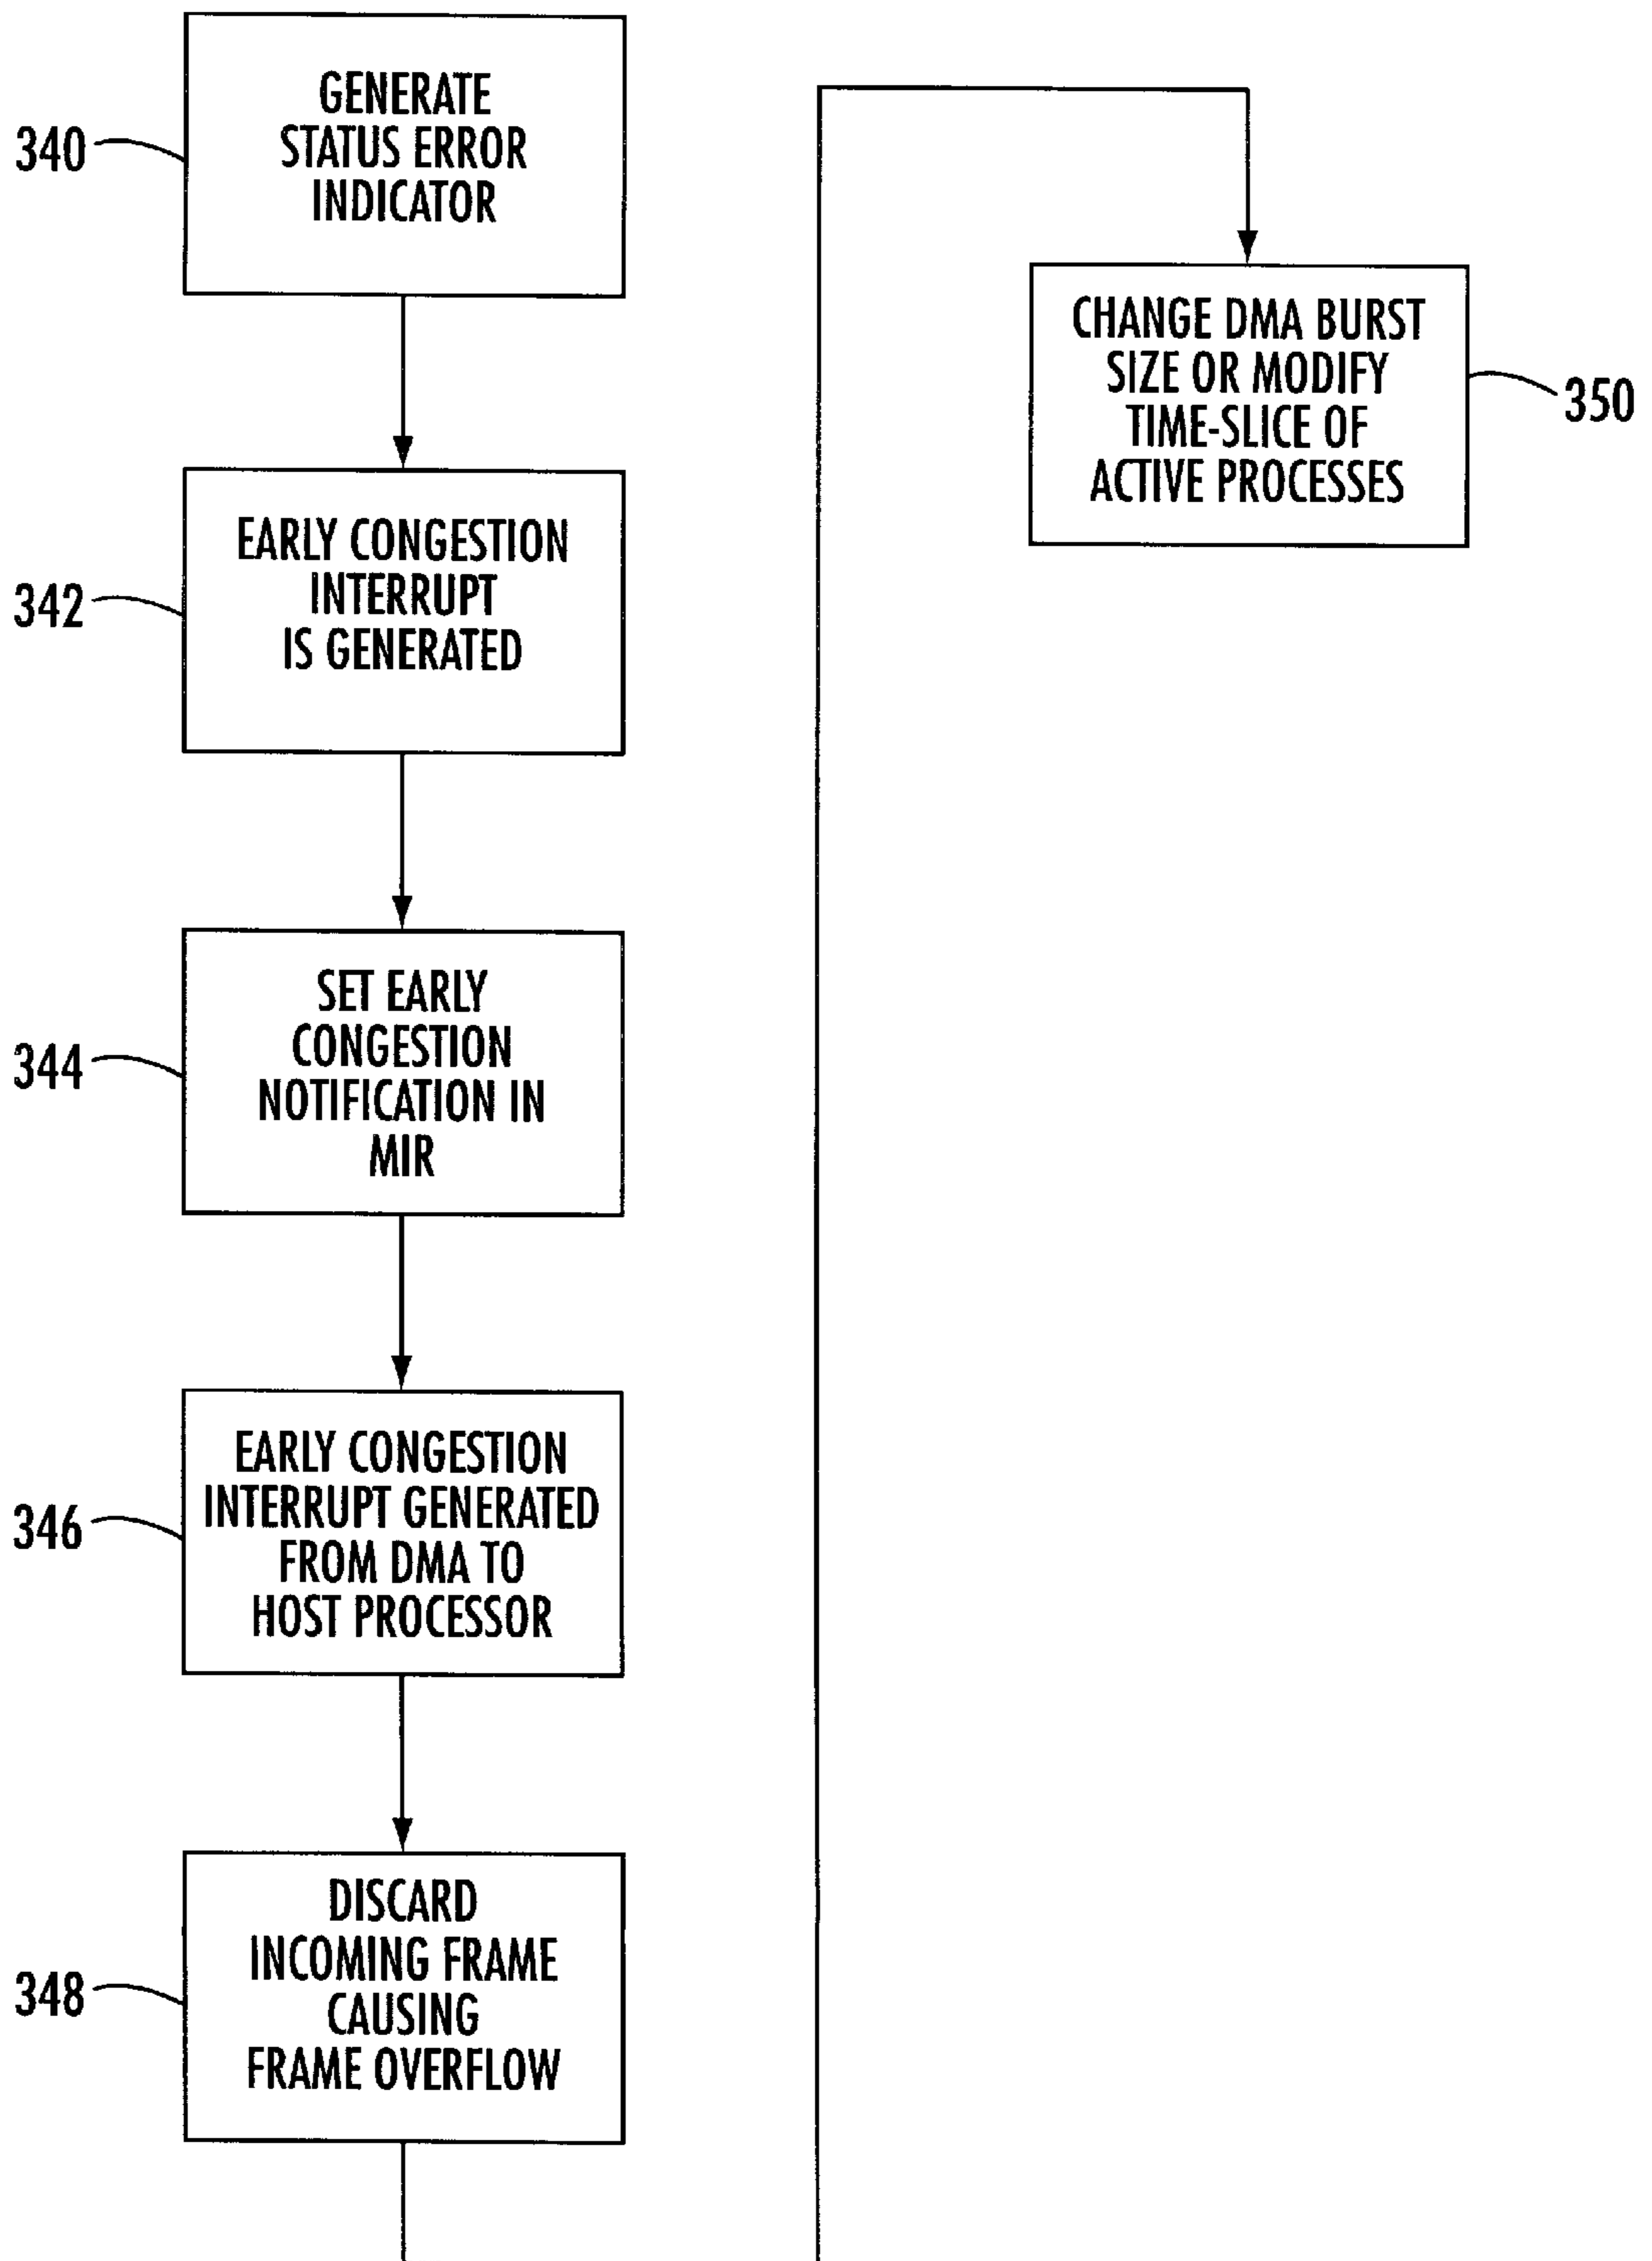 340
GENERATE
STATUS ERROR
INDICATOR
342
EARLY CONGESTION
INTERRUPT
IS GENERATED
344
SET EARLY
CONGESTION
NOTIFICATION IN
MIR
346
EARLY CONGESTION
INTERRUPT GENERATED
FROM DMA TO
HOST PROCESSOR
348
DISCARD
INCOMING FRAME
CAUSING
FRAME OVERFLOW
CHANGE DMA BURST
SIZE OR MODIFY
TIME-SLICE OF
ACTIVE PROCESSES
350